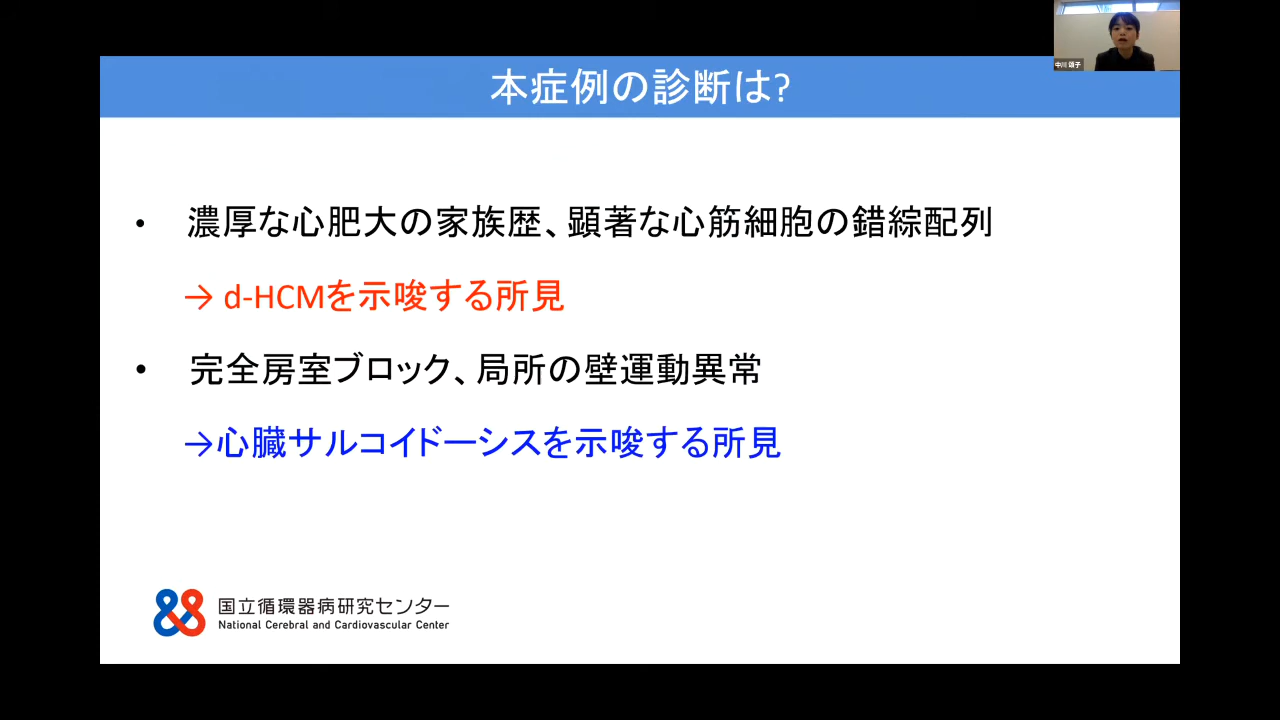 本症例の診断は?
中川 頌子
• 濃厚な心肥大の家族歴、顕著な心筋細胞の錯綜配列
→ d-HCMを示唆する所見
• 完全房室ブロック、局所の壁運動異常
→心臓サルコイドーシスを示唆する所見
国立循環器病研究センター
National Cerebral and Cardiovascular Center